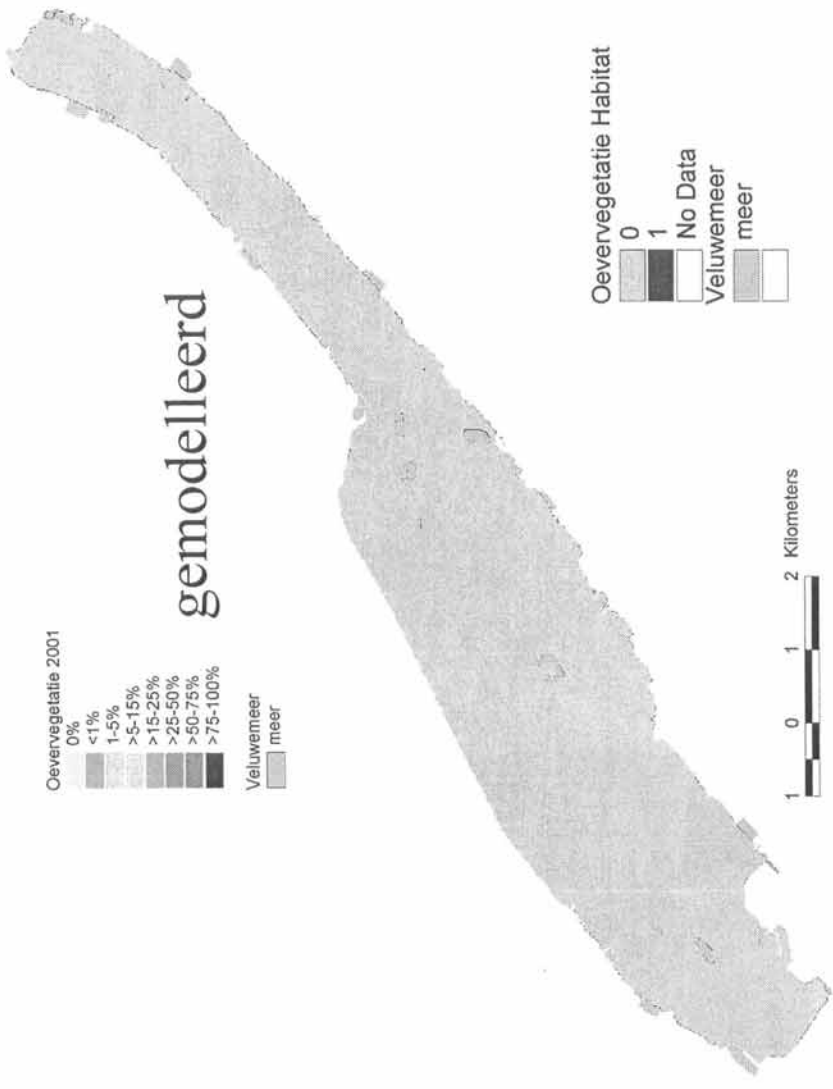 Oevervegetatie 2001
0%
<1%
1-5%
>5-15%
>15-25%
>25-50%
>50-75%
>75-100%
Veluwemeer
meer
gemodelleerd
Oevervegetatie Habitat
0
1
No Data
Veluwemeer
meer
1 0 1 2 Kilometers